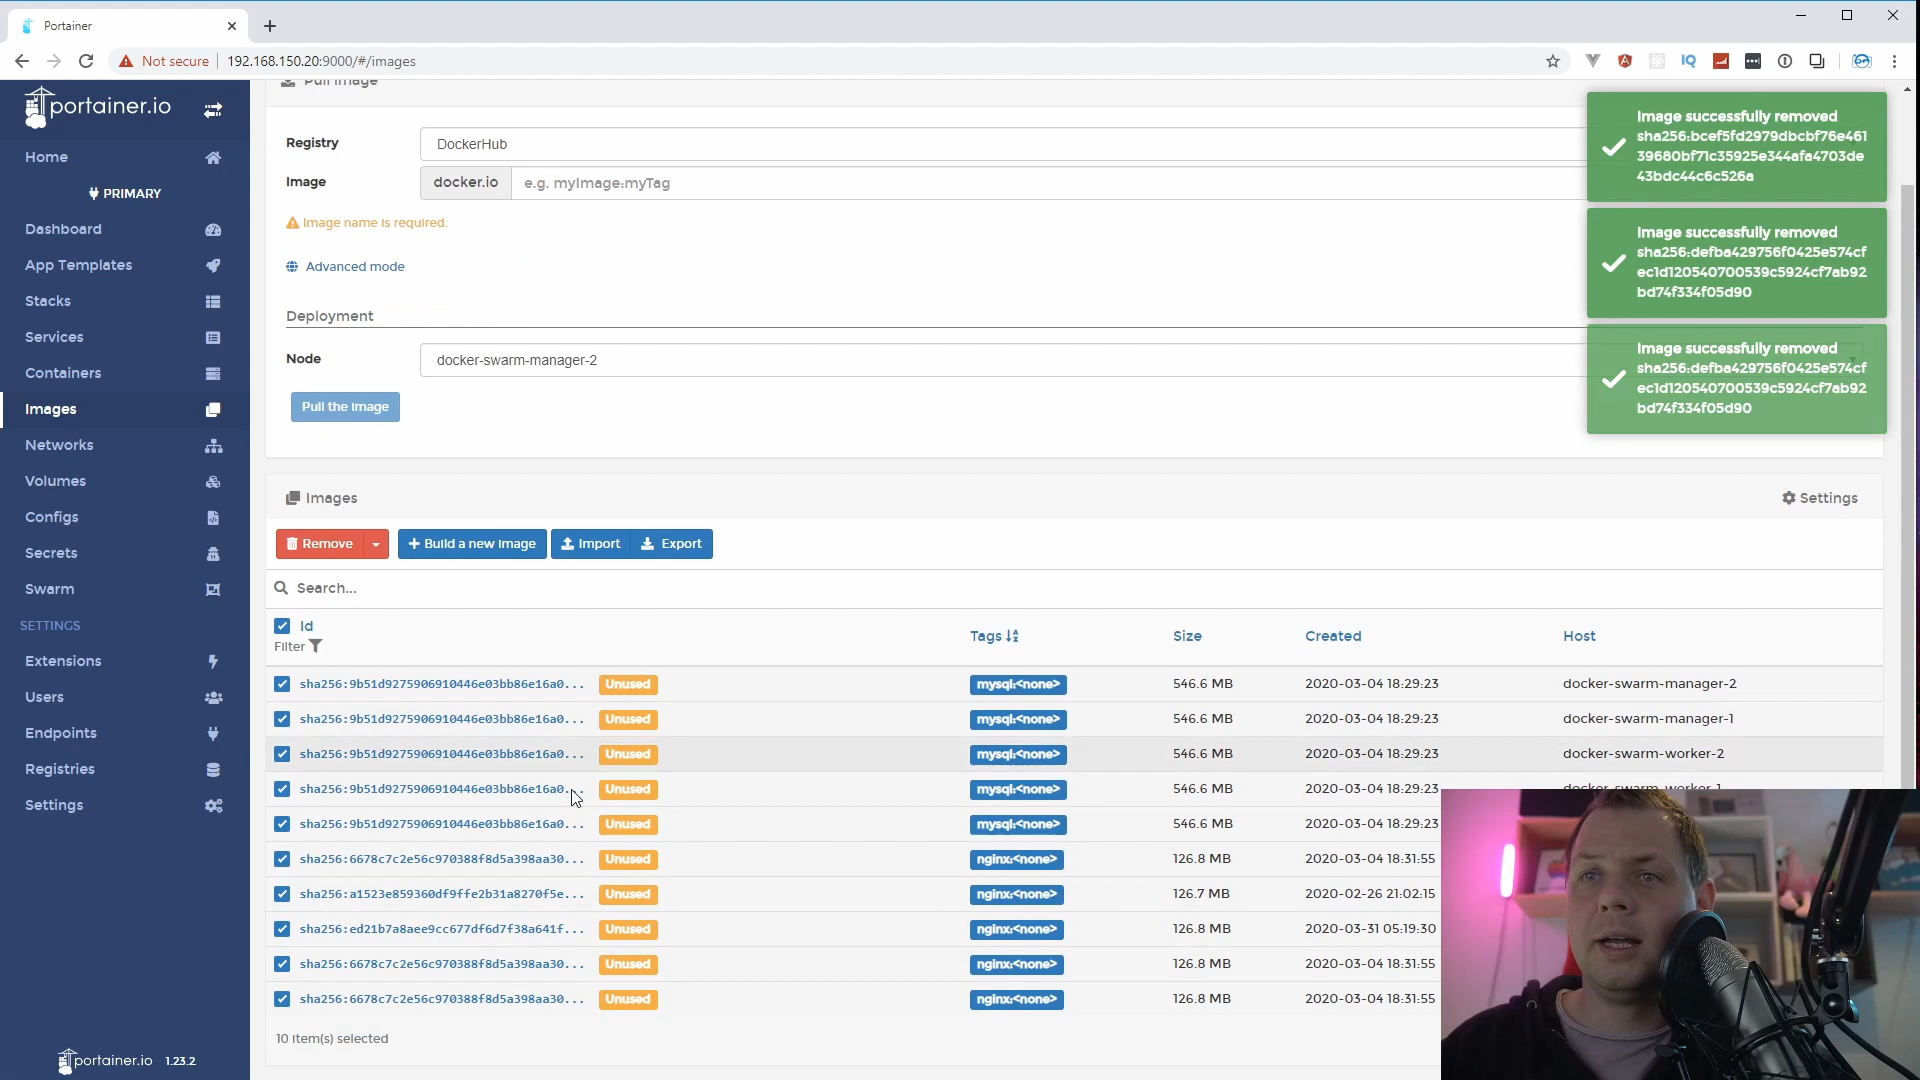 Portainer
Not secure
192.168.150.20:9000/#/images
IQ
portainer.io
Home
PRIMARY
Dashboard
App Templates
Stacks
Services
Containers
Images
Networks
Volumes
Configs
Secrets
Swarm
SETTINGS
Extensions
Users
Endpoints
Registries
Settings
portainer.io 1.23.2
Pull image
Registry
DockerHub
Image
docker.io
e.g. myImage:myTag
Image name is required.
Advanced mode
Deployment
Node
docker-swarm-manager-2
Pull the image
Image successfully removed
sha256:bcef5fd2979dbcbf76e461
39680bf71c35925e344afa4703de
43bdc44c6c526a
Image successfully removed
sha256:defba429756f0425e574cf
ec1d120540700539c5924cf7ab92
bd74f334f05d90
Image successfully removed
sha256:defba429756f0425e574cf
ec1d120540700539c5924cf7ab92
bd74f334f05d90
Images
Settings
Remove
Build a new image
Import
Export
Search...
Id
Filter
Tags
Size
Created
Host
sha256:9b51d9275906910446e03bb86e16a0... Unused mysql:<none> 546.6 MB 2020-03-04 18:29:23 docker-swarm-manager-2
sha256:9b51d9275906910446e03bb86e16a0... Unused mysql:<none> 546.6 MB 2020-03-04 18:29:23 docker-swarm-manager-1
sha256:9b51d9275906910446e03bb86e16a0... Unused mysql:<none> 546.6 MB 2020-03-04 18:29:23 docker-swarm-worker-2
sha256:9b51d9275906910446e03bb86e16a0... Unused mysql:<none> 546.6 MB 2020-03-04 18:29:23 docker-swarm-worker-1
sha256:9b51d9275906910446e03bb86e16a0... Unused mysql:<none> 546.6 MB 2020-03-04 18:29:23
sha256:6678c7c2e56c970388f8d5a398aa30... Unused nginx:<none> 126.8 MB 2020-03-04 18:31:55
sha256:a1523e859360df9ffe2b31a8270f5e... Unused nginx:<none> 126.7 MB 2020-02-26 21:02:15
sha256:ed21b7a8aee9cc677df6d7f38a641f... Unused nginx:<none> 126.8 MB 2020-03-31 05:19:30
sha256:6678c7c2e56c970388f8d5a398aa30... Unused nginx:<none> 126.8 MB 2020-03-04 18:31:55
sha256:6678c7c2e56c970388f8d5a398aa30... Unused nginx:<none> 126.8 MB 2020-03-04 18:31:55
10 item(s) selected